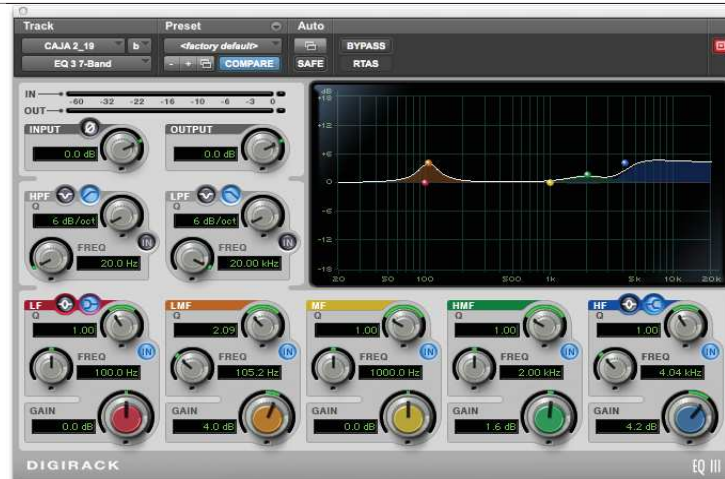 Track Preset Auto
CAJA 2_19 b <factory default> BYPASS
EQ 3 7-Band - + COMPARE SAFE RTAS
IN
-60 -32 -22 -16 -10 -6 -3 0
OUT
INPUT Ø OUTPUT
0.0 dB 0.0 dB
HPF LPF
Q Q
6 dB/oct 6 dB/oct
IN IN
FREQ FREQ
20.0 Hz 20.00 kHz
dB
+18
+12
+6
0
-6
-12
-18
20 50 100 500 1k 5k 10k 20k
LF LMF MF HMF HF
Q Q Q Q Q
1.00 2.09 1.00 1.00 1.00
IN IN IN IN IN
FREQ FREQ FREQ FREQ FREQ
100.0 Hz 105.2 Hz 1000.0 Hz 2.00 kHz 4.04 kHz
GAIN GAIN GAIN GAIN GAIN
0.0 dB 4.0 dB 0.0 dB 1.6 dB 4.2 dB
DIGIRACK EQ III